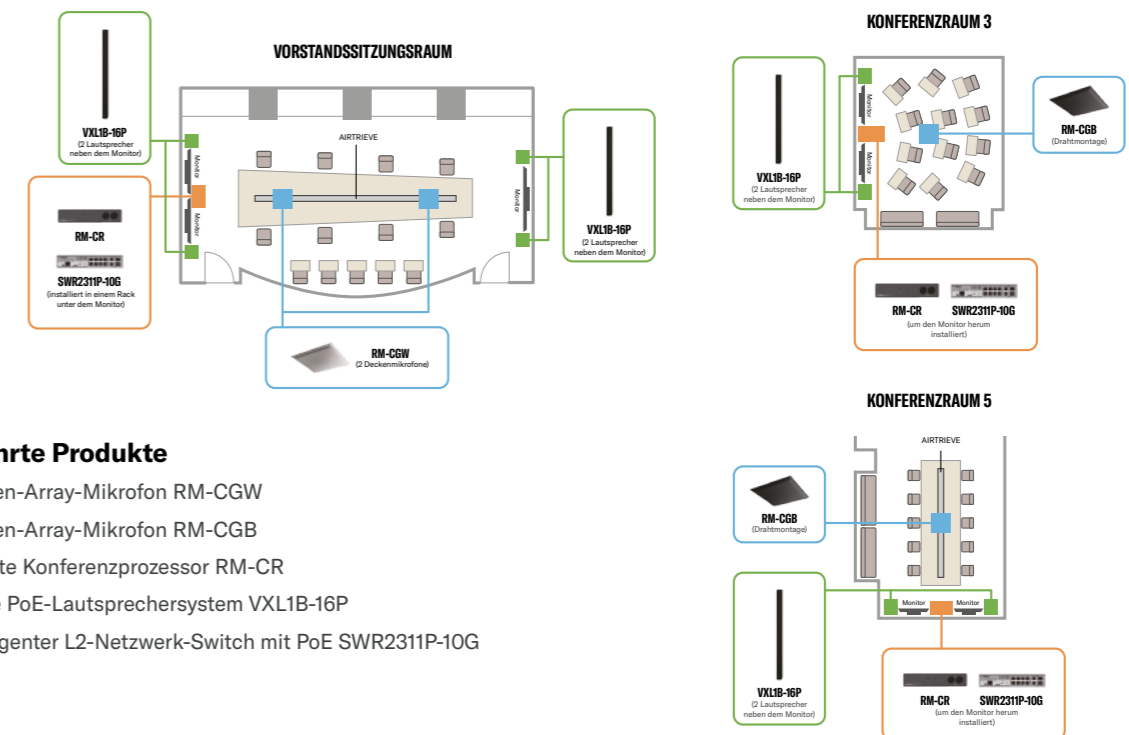 VORSTANDSSITZUNGSRAUM
VXL1B-16P
(2 Lautsprecher
neben dem Monitor)
RM-CR
SWR2311P-10G
(installiert in einem Rack
unter dem Monitor)
Monitor
Monitor
AIRTRIEVE
Monitor
VXL1B-16P
(2 Lautsprecher
neben dem Monitor)
RM-CGW
(2 Deckenmikrofone)
KONFERENZRAUM 3
VXL1B-16P
(2 Lautsprecher
neben dem Monitor)
Monitor
Monitor
RM-CGB
(Drahtmontage)
RM-CR
SWR2311P-10G
(um den Monitor herum
installiert)
hrte Produkte
en-Array-Mikrofon RM-CGW
en-Array-Mikrofon RM-CGB
te Konferenzprozessor RM-CR
e PoE-Lautsprechersystem VXL1B-16P
genter L2-Netzwerk-Switch mit PoE SWR2311P-10G
KONFERENZRAUM 5
AIRTRIEVE
RM-CGB
(Drahtmontage)
Monitor
Monitor
VXL1B-16P
(2 Lautsprecher
neben dem Monitor)
RM-CR
SWR2311P-10G
(um den Monitor herum
installiert)